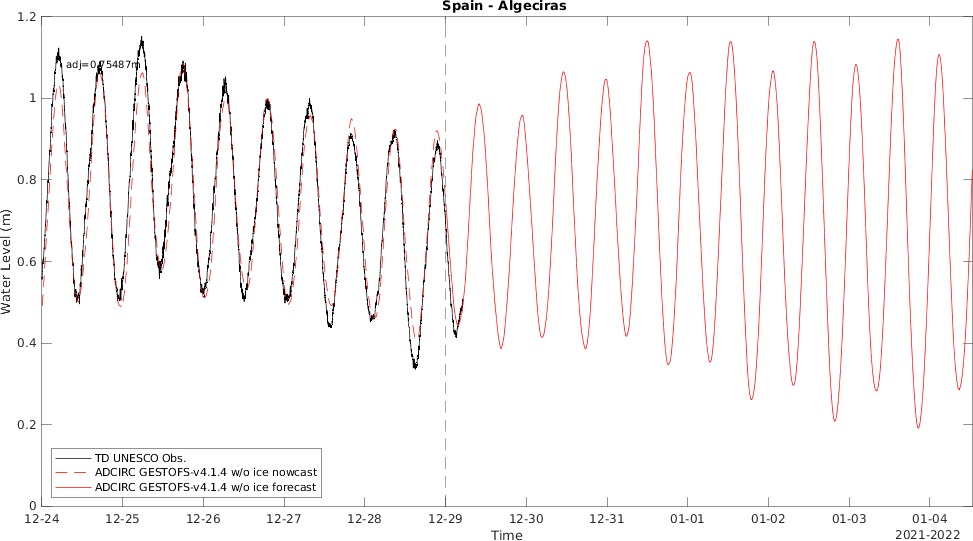 Spain - Algeciras
1.2
1
0.8
0.6
0.4
0.2
0
Water Level (m)
adj=0.75487m
TD UNESCO Obs.
ADCIRC GESTOFS-v4.1.4 w/o ice nowcast
ADCIRC GESTOFS-v4.1.4 w/o ice forecast
12-24 12-25 12-26 12-27 12-28 12-29 12-30 12-31 01-01 01-02 01-03 01-04
Time
2021-2022